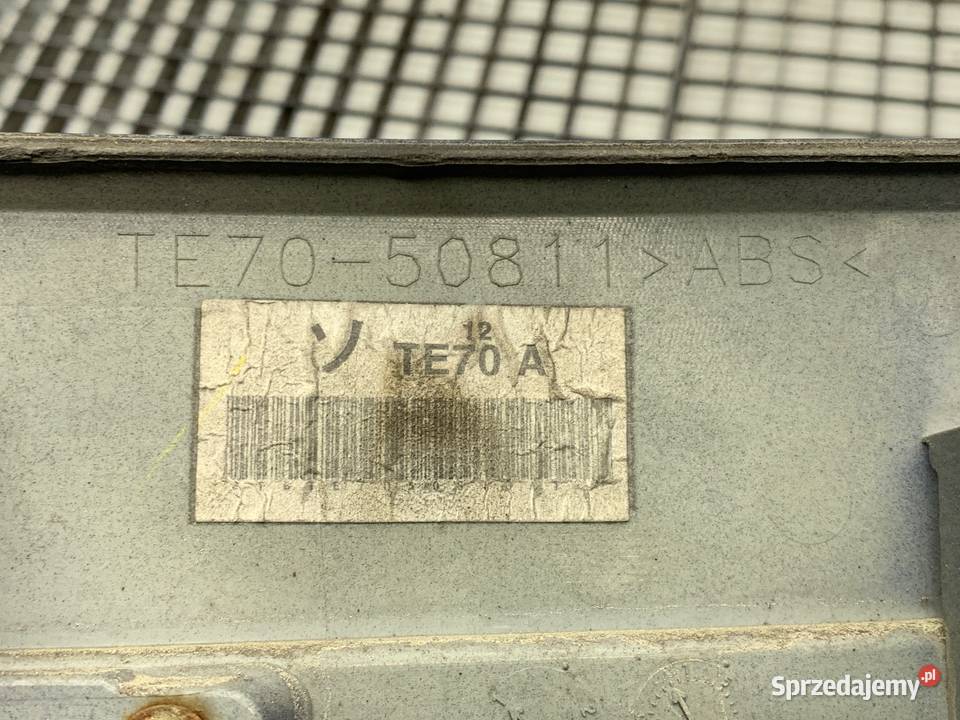 TE70-50811 >ABS<
ソ
12
TE70 A
Sprzedajemy.pl